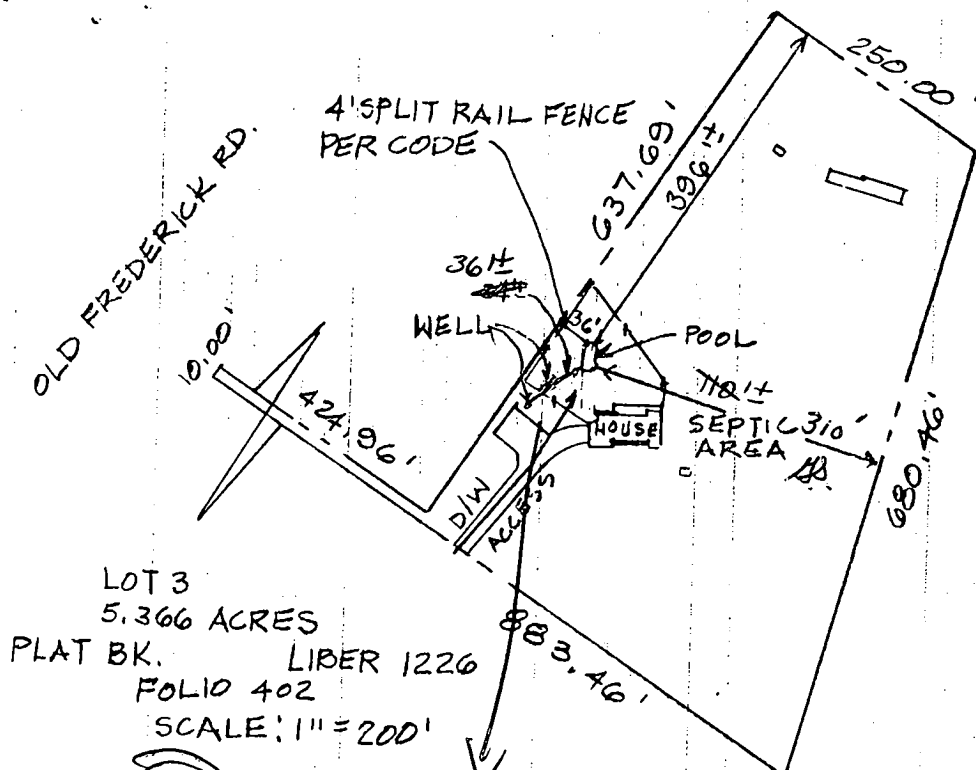 250.00'
4' SPLIT RAIL FENCE
PER CODE
637.69'
396'±
OLD FREDERICK RD.
36'±
36'
WELL
POOL
10.00'
110'±
424.96'
HOUSE
SEPTIC 310'
AREA
680.46'
D/W
ACCESS
LOT 3
5.366 ACRES
883.46'
PLAT BK. LIBER 1226
FOLIO 402
SCALE: 1" = 200'